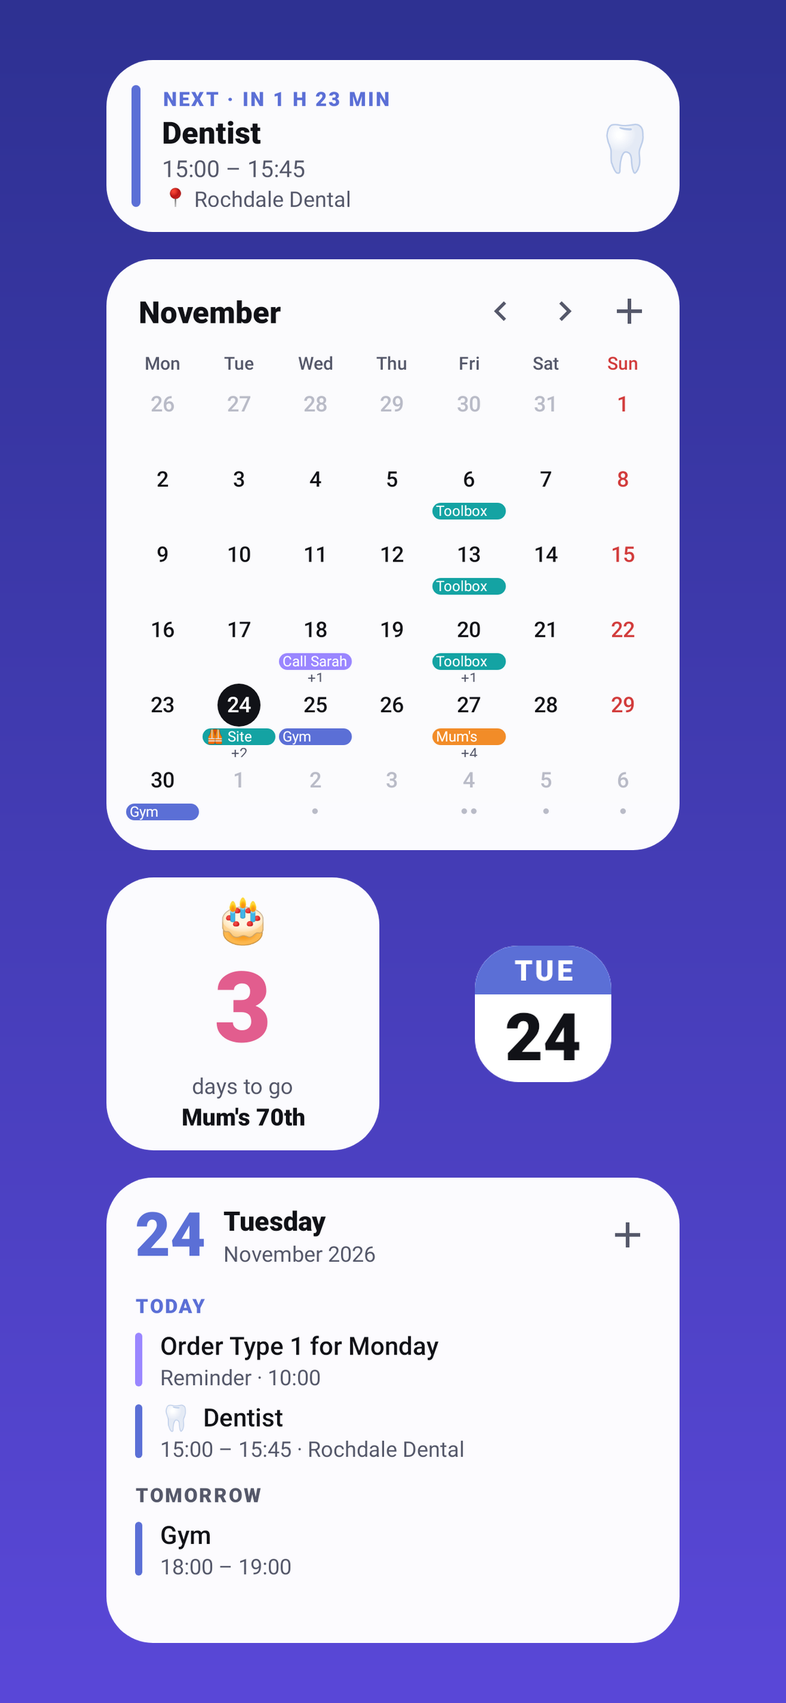 NEXT · IN 1 H 23 MIN
Dentist
15:00 – 15:45
Rochdale Dental
November
Mon Tue Wed Thu Fri Sat Sun
26 27 28 29 30 31 1
2 3 4 5 6 7 8
Toolbox
9 10 11 12 13 14 15
Toolbox
16 17 18 19 20 21 22
Call Sarah Toolbox
+1 +1
23 24 25 26 27 28 29
Site Gym Mum's
+2 +4
30 1 2 3 4 5 6
Gym
3
days to go
Mum's 70th
TUE
24
24 Tuesday
November 2026
TODAY
Order Type 1 for Monday
Reminder · 10:00
Dentist
15:00 – 15:45 · Rochdale Dental
TOMORROW
Gym
18:00 – 19:00